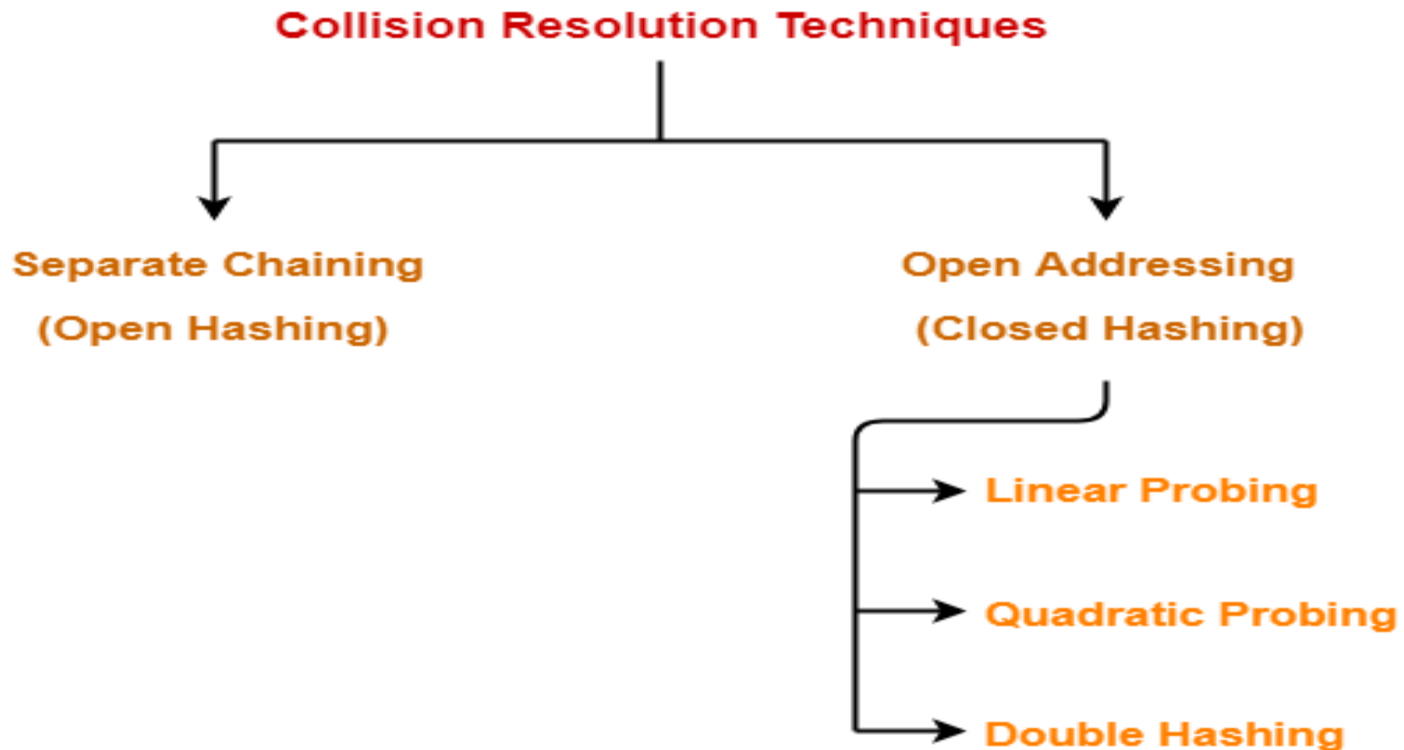 Collision Resolution Techniques
Separate Chaining
(Open Hashing)
Open Addressing
(Closed Hashing)
Linear Probing
Quadratic Probing
Double Hashing